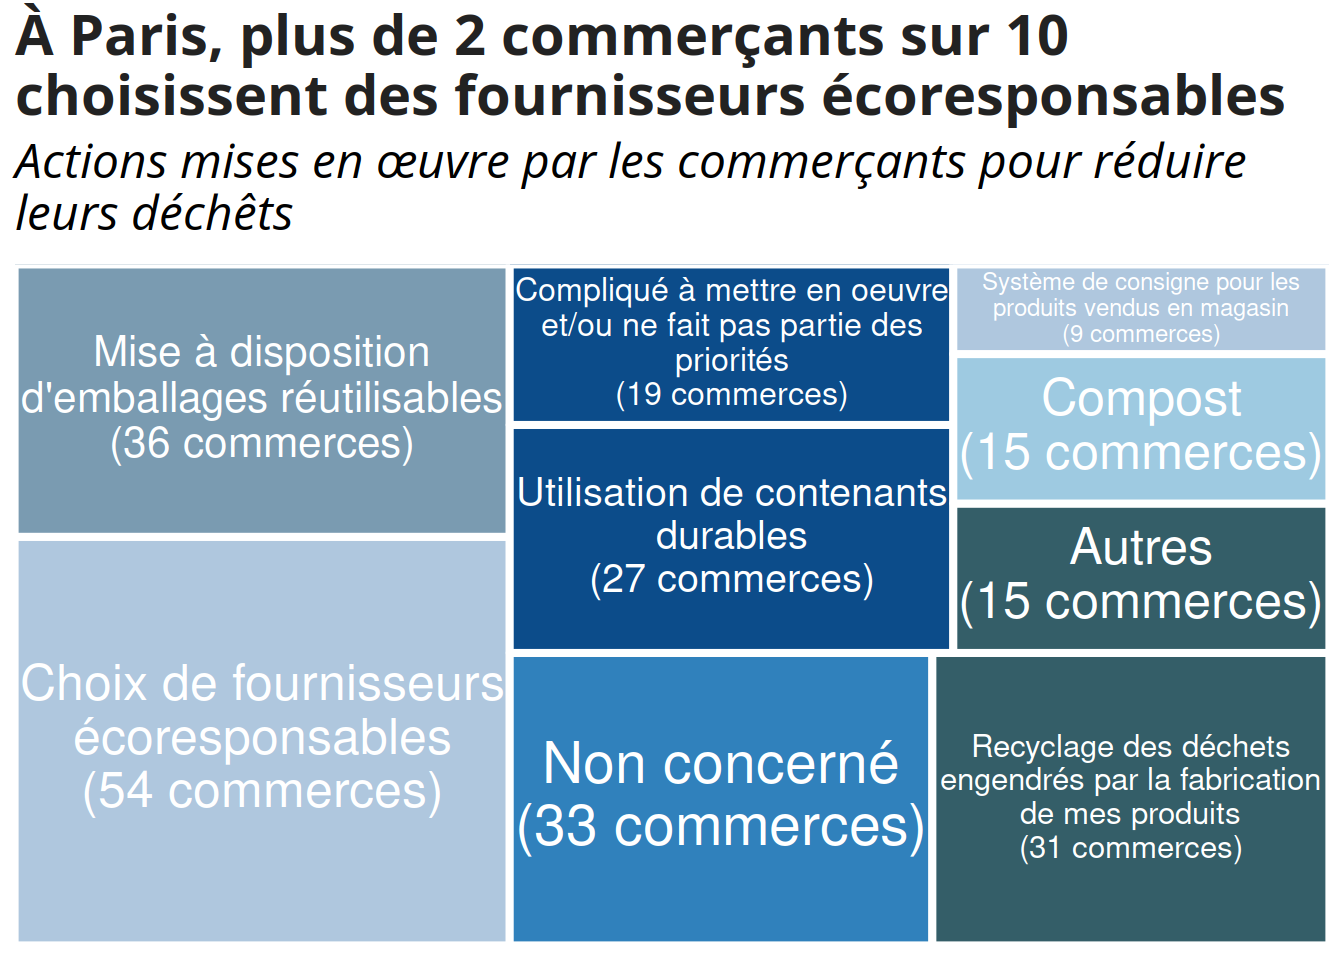 À Paris, plus de 2 commerçants sur 10
choisissent des fournisseurs écoresponsables
Actions mises en œuvre par les commerçants pour réduire
leurs déchêts
Mise à disposition
d'emballages réutilisables
(36 commerces)
Choix de fournisseurs
écoresponsables
(54 commerces)
Compliqué à mettre en oeuvre
et/ou ne fait pas partie des
priorités
(19 commerces)
Utilisation de contenants
durables
(27 commerces)
Non concerné
(33 commerces)
Système de consigne pour les
produits vendus en magasin
(9 commerces)
Compost
(15 commerces)
Autres
(15 commerces)
Recyclage des déchets
engendrés par la fabrication
de mes produits
(31 commerces)